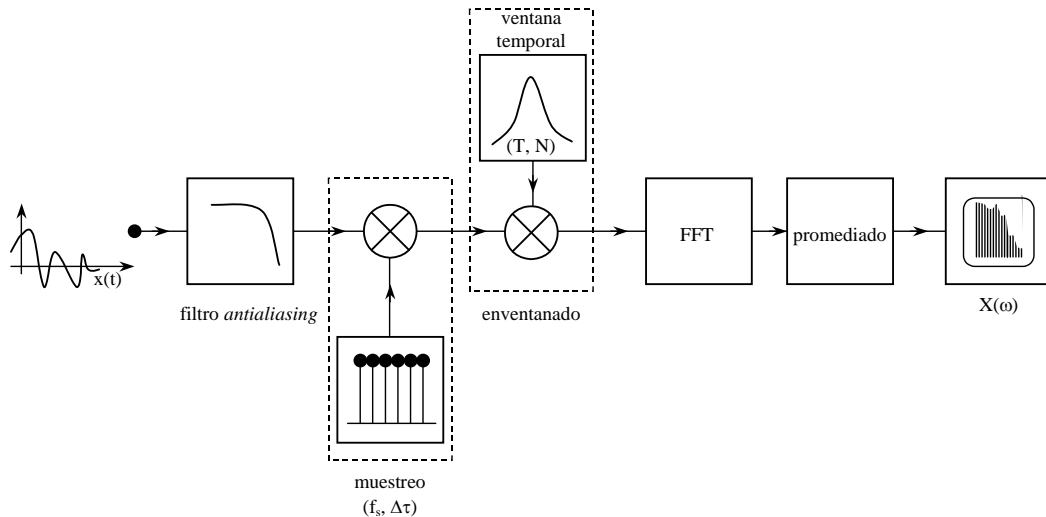 ventana
temporal
(T, N)
x(t)
filtro antialiasing
enventanado
FFT
promediado
X(ω)
muestreo
(fs, Δτ)